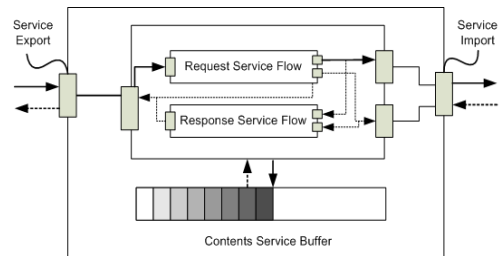 Service
Export
Service
Import
Request Service Flow
Response Service Flow
Contents Service Buffer